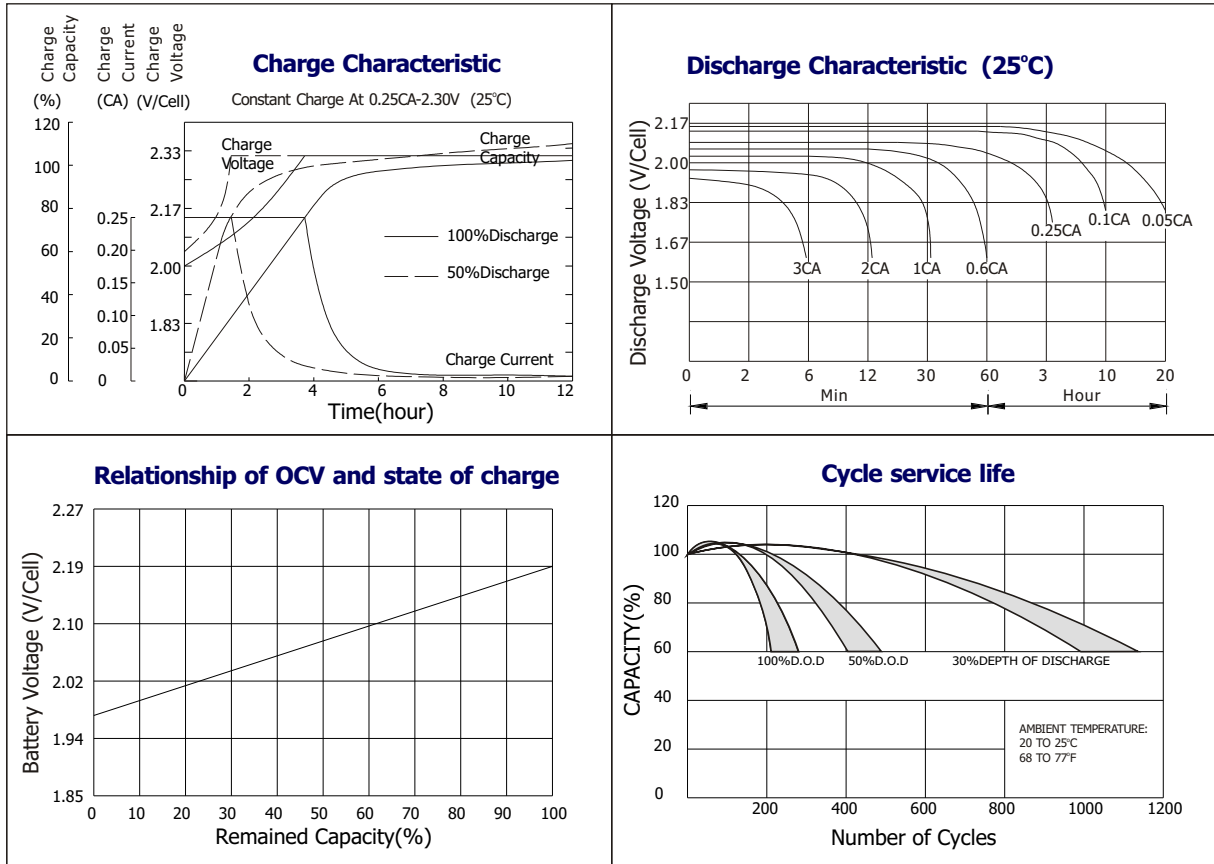 Charge
Capacity
Charge
Current
Charge
Voltage
(%)
(CA)
(V/Cell)
Charge Characteristic
Constant Charge At 0.25CA-2.30V (25°C)
120
100
80
60
40
20
0
0.25
0.20
0.15
0.10
0.05
0
2.33
2.17
2.00
1.83
Charge
Voltage
Charge
Capacity
100%Discharge
50%Discharge
Charge Current
0 2 4 6 8 10 12
Time(hour)
Discharge Characteristic (25°C)
Discharge Voltage (V/Cell)
2.17
2.00
1.83
1.67
1.50
3CA
2CA
1CA
0.6CA
0.25CA
0.1CA
0.05CA
0 2 6 12 30 60 3 10 20
Min
Hour
Relationship of OCV and state of charge
Battery Voltage (V/Cell)
2.27
2.19
2.10
2.02
1.94
1.85
0 10 20 30 40 50 60 70 80 90 100
Remained Capacity(%)
Cycle service life
CAPACITY(%)
120
100
80
60
40
20
0
100%D.O.D
50%D.O.D
30%DEPTH OF DISCHARGE
AMBIENT TEMPERATURE:
20 TO 25°C
68 TO 77°F
200 400 600 800 1000 1200
Number of Cycles